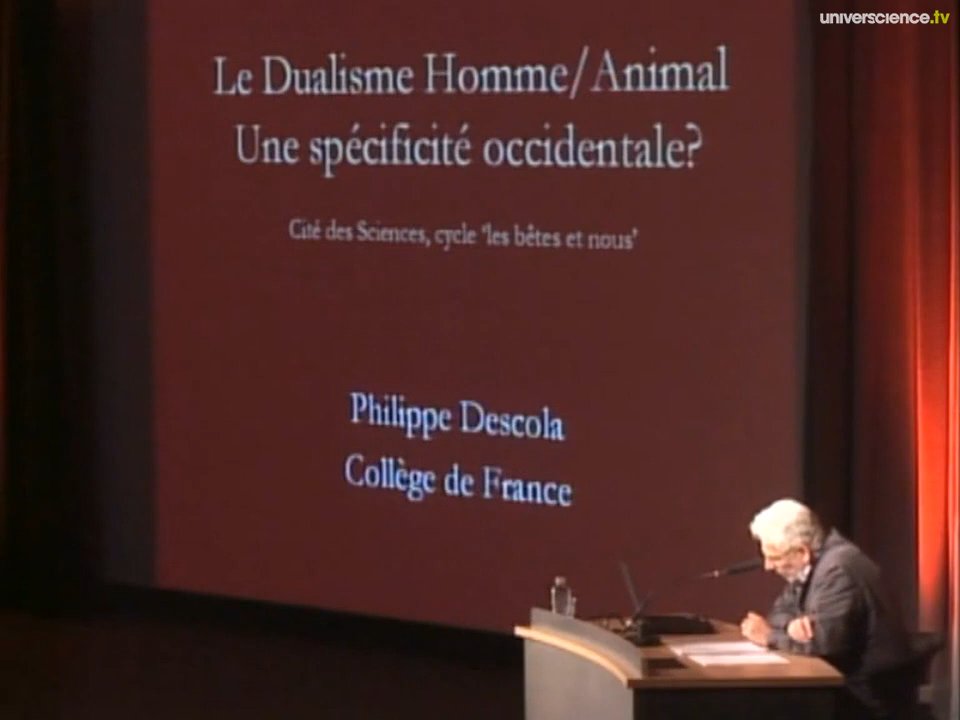 universcience.tv
Le Dualisme Homme/Animal
Une spécificité occidentale?
Cité des Sciences, cycle 'les bêtes et nous'
Philippe Descola
Collège de France